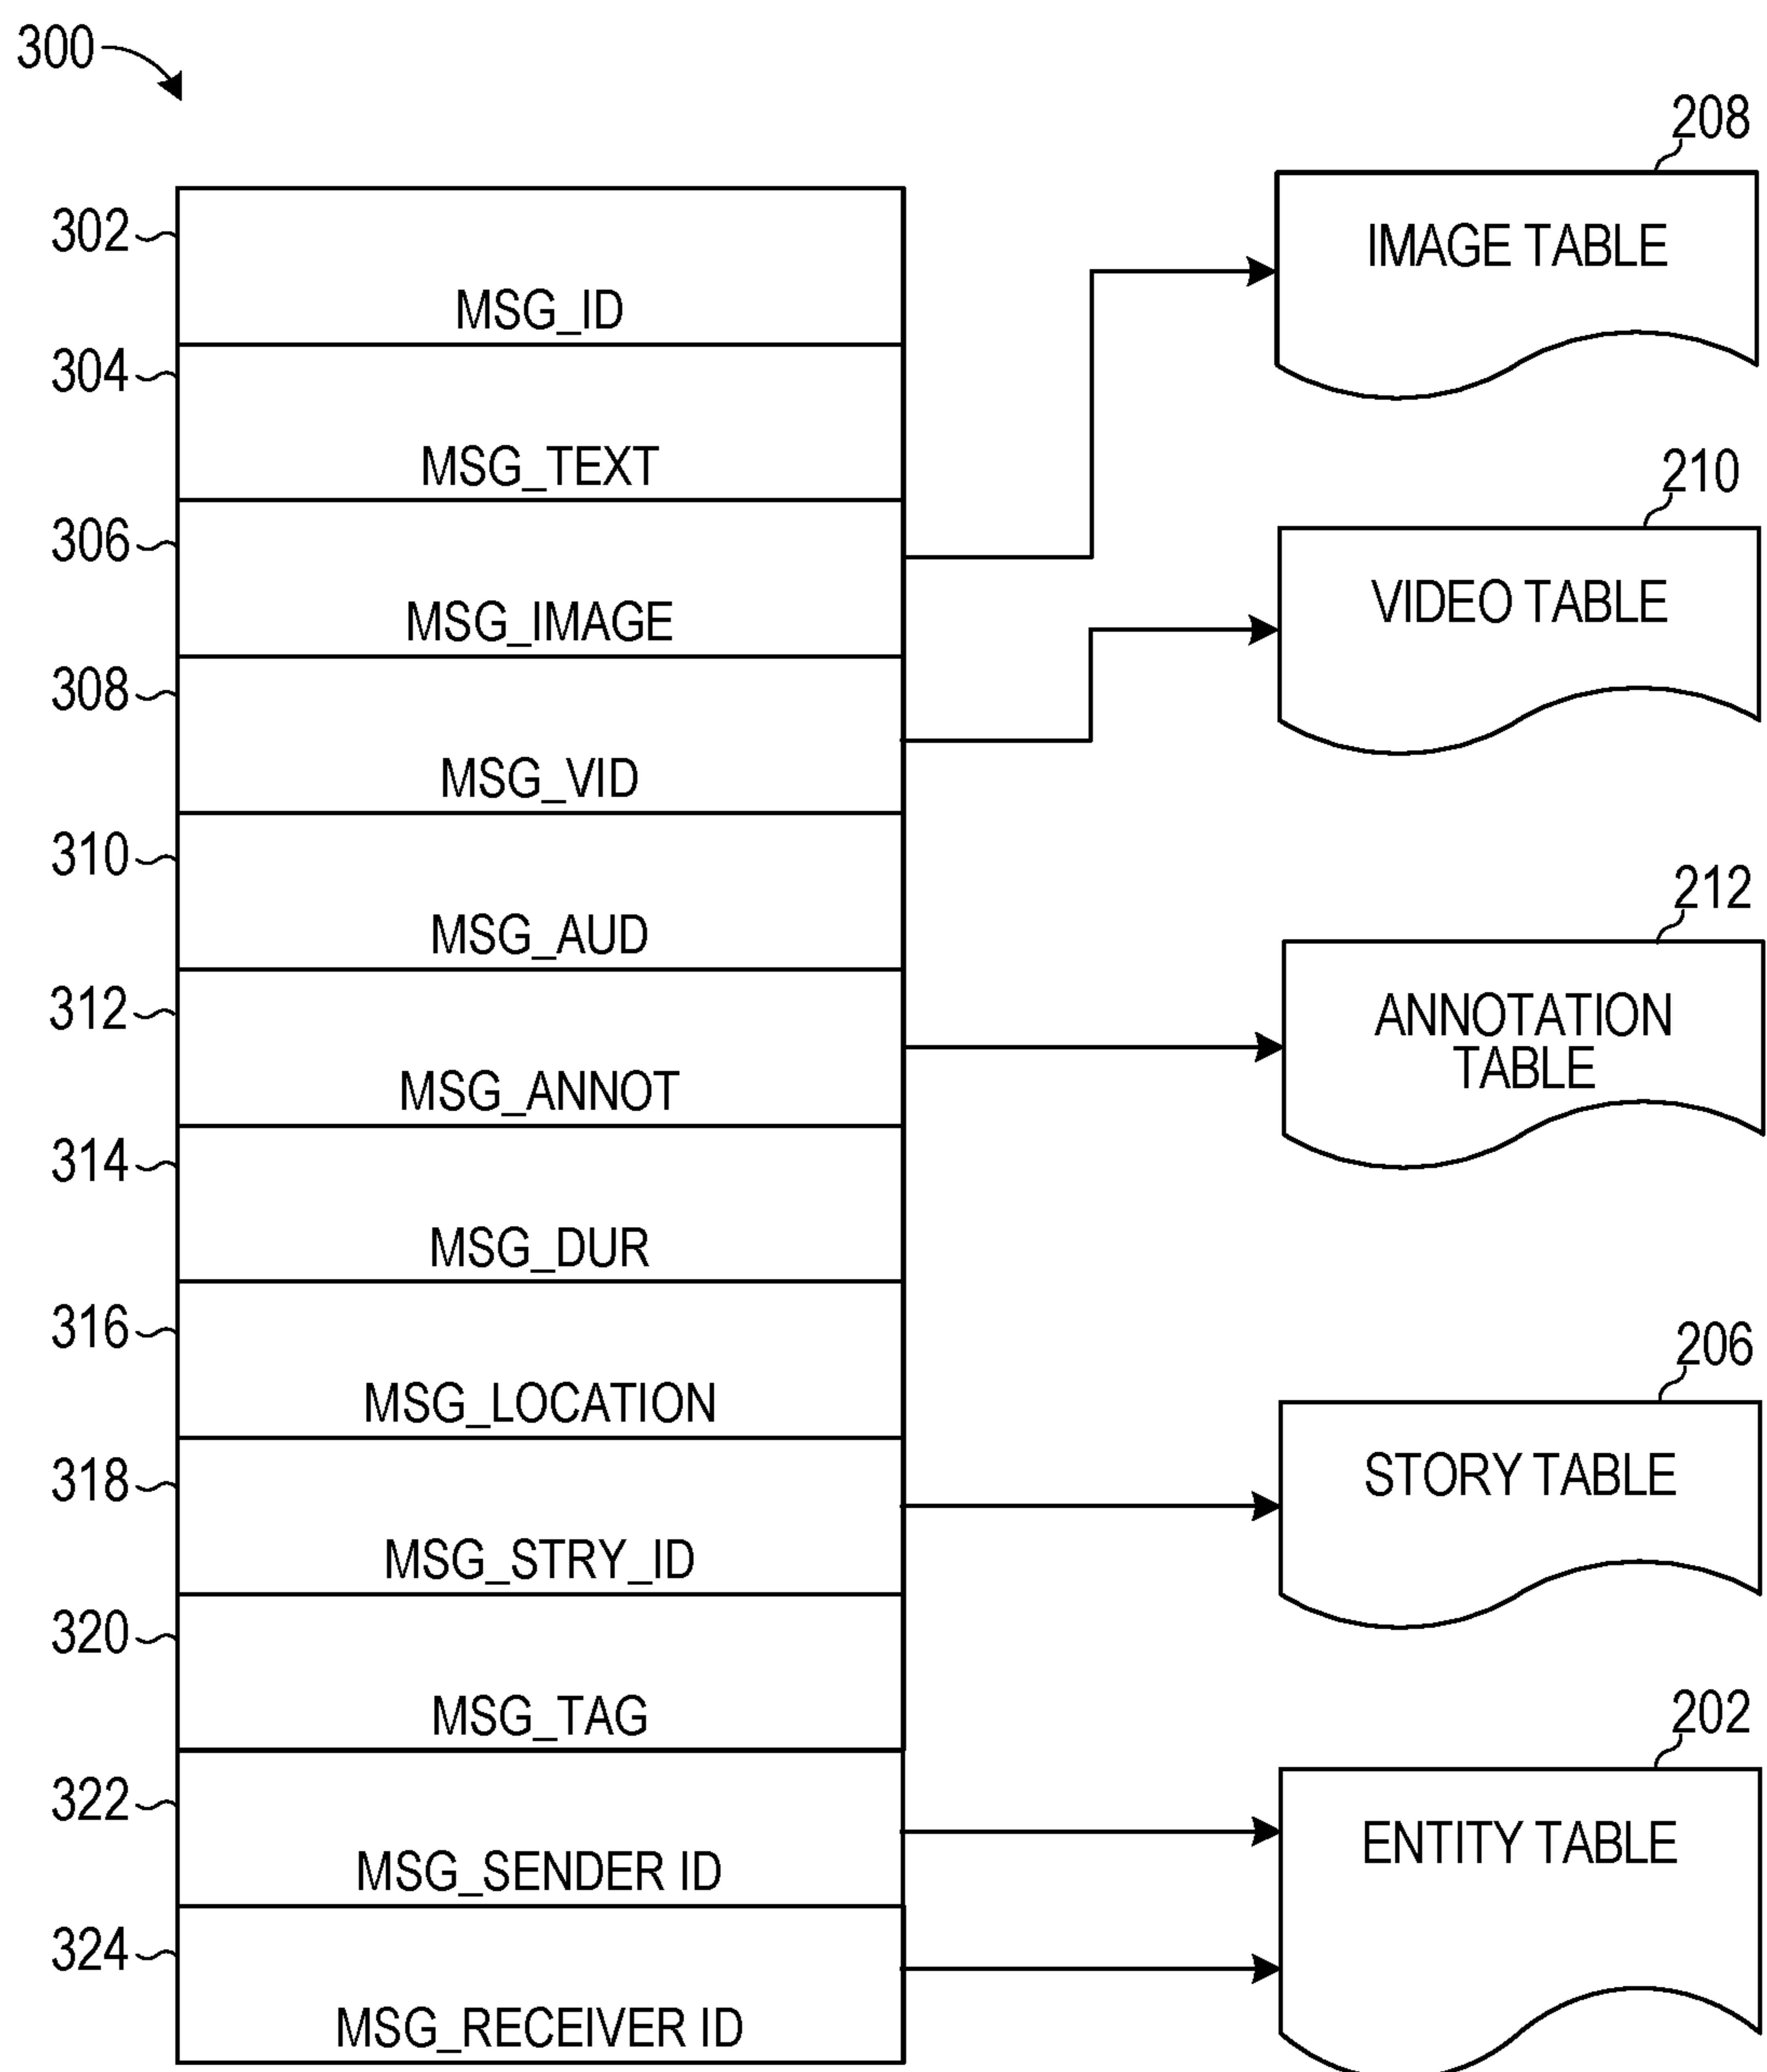 300
302
MSG_ID
304
MSG_TEXT
306
MSG_IMAGE
308
MSG_VID
310
MSG_AUD
312
MSG_ANNOT
314
MSG_DUR
316
MSG_LOCATION
318
MSG_STRY_ID
320
MSG_TAG
322
MSG_SENDER ID
324
MSG_RECEIVER ID
208
IMAGE TABLE
210
VIDEO TABLE
212
ANNOTATION
TABLE
206
STORY TABLE
202
ENTITY TABLE